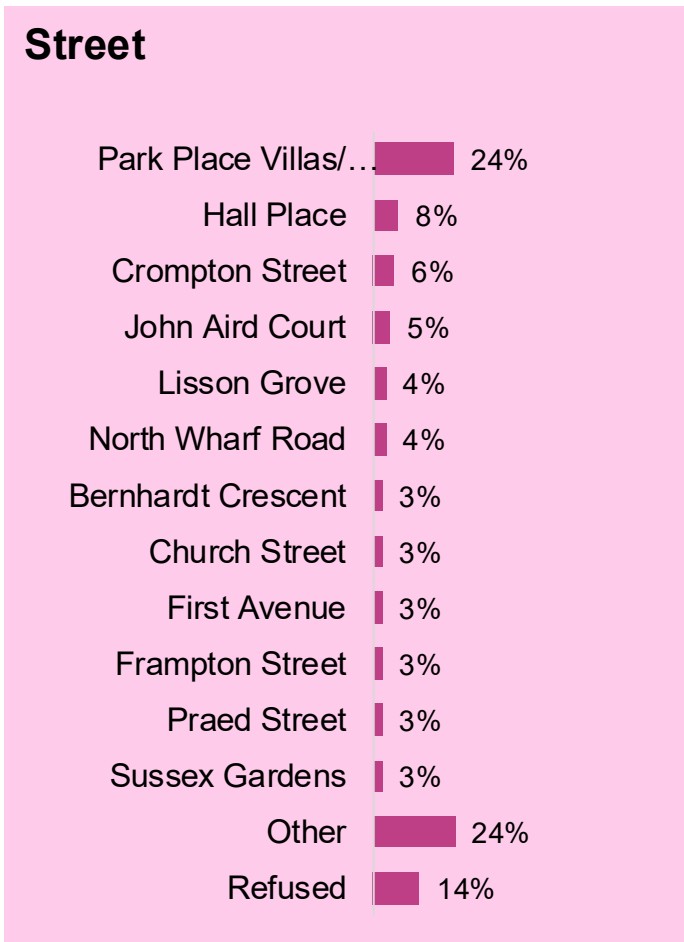 Street
Park Place Villas/… 24%
Hall Place 8%
Crompton Street 6%
John Aird Court 5%
Lisson Grove 4%
North Wharf Road 4%
Bernhardt Crescent 3%
Church Street 3%
First Avenue 3%
Frampton Street 3%
Praed Street 3%
Sussex Gardens 3%
Other 24%
Refused 14%